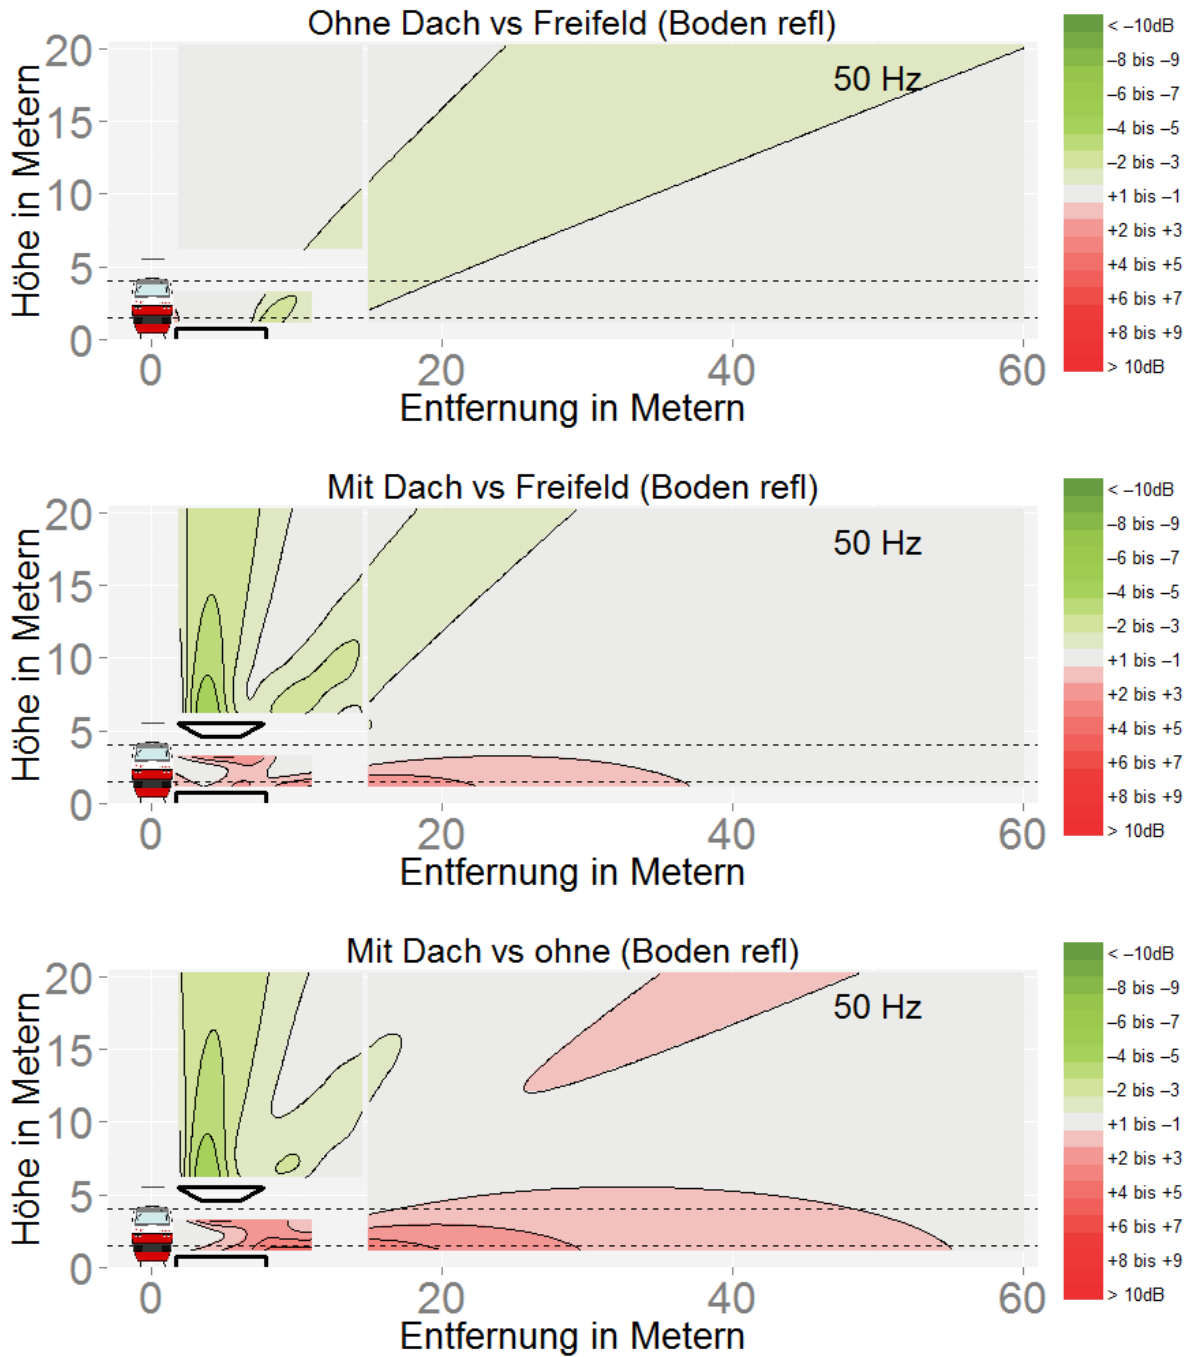 Ohne Dach vs Freifeld (Boden refl)
50 Hz
Höhe in Metern
20
15
10
5
0
0 20 40 60
Entfernung in Metern
< –10dB
–8 bis –9
–6 bis –7
–4 bis –5
–2 bis –3
+1 bis –1
+2 bis +3
+4 bis +5
+6 bis +7
+8 bis +9
> 10dB
Mit Dach vs Freifeld (Boden refl)
50 Hz
Höhe in Metern
20
15
10
5
0
0 20 40 60
Entfernung in Metern
< –10dB
–8 bis –9
–6 bis –7
–4 bis –5
–2 bis –3
+1 bis –1
+2 bis +3
+4 bis +5
+6 bis +7
+8 bis +9
> 10dB
Mit Dach vs ohne (Boden refl)
50 Hz
Höhe in Metern
20
15
10
5
0
0 20 40 60
Entfernung in Metern
< –10dB
–8 bis –9
–6 bis –7
–4 bis –5
–2 bis –3
+1 bis –1
+2 bis +3
+4 bis +5
+6 bis +7
+8 bis +9
> 10dB